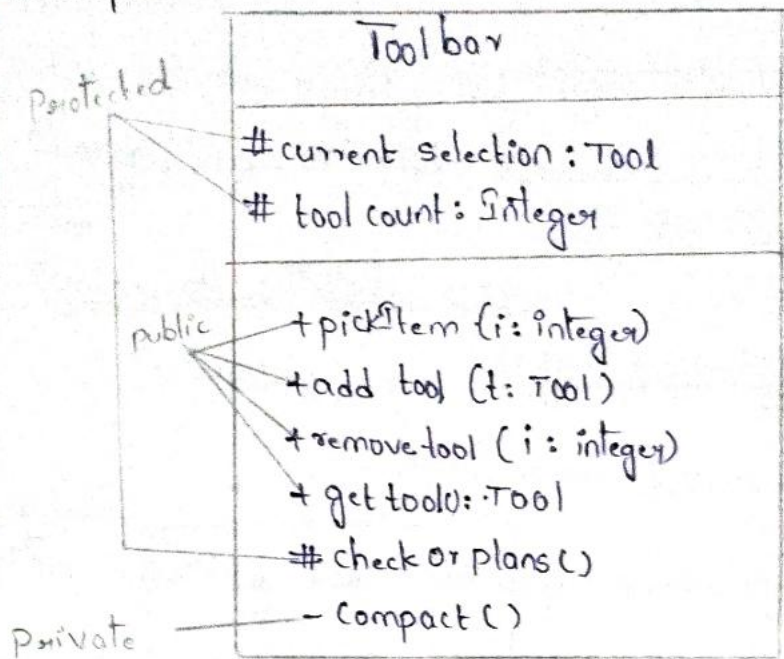 Toolbar
Protected
# current selection : Tool
# tool count : Integer
public
+ pickItem (i : integer)
+ add tool (t : TOOl)
+ remove tool (i : integer)
+ get tool() : TOOl
# check or plans ()
- Compact ()
Private